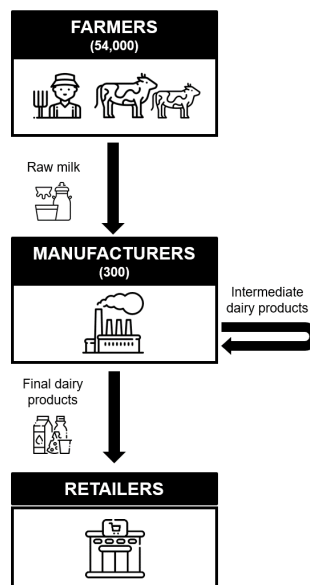 FARMERS
(54,000)
Raw milk
MANUFACTURERS
(300)
Intermediate
dairy products
Final dairy
products
RETAILERS